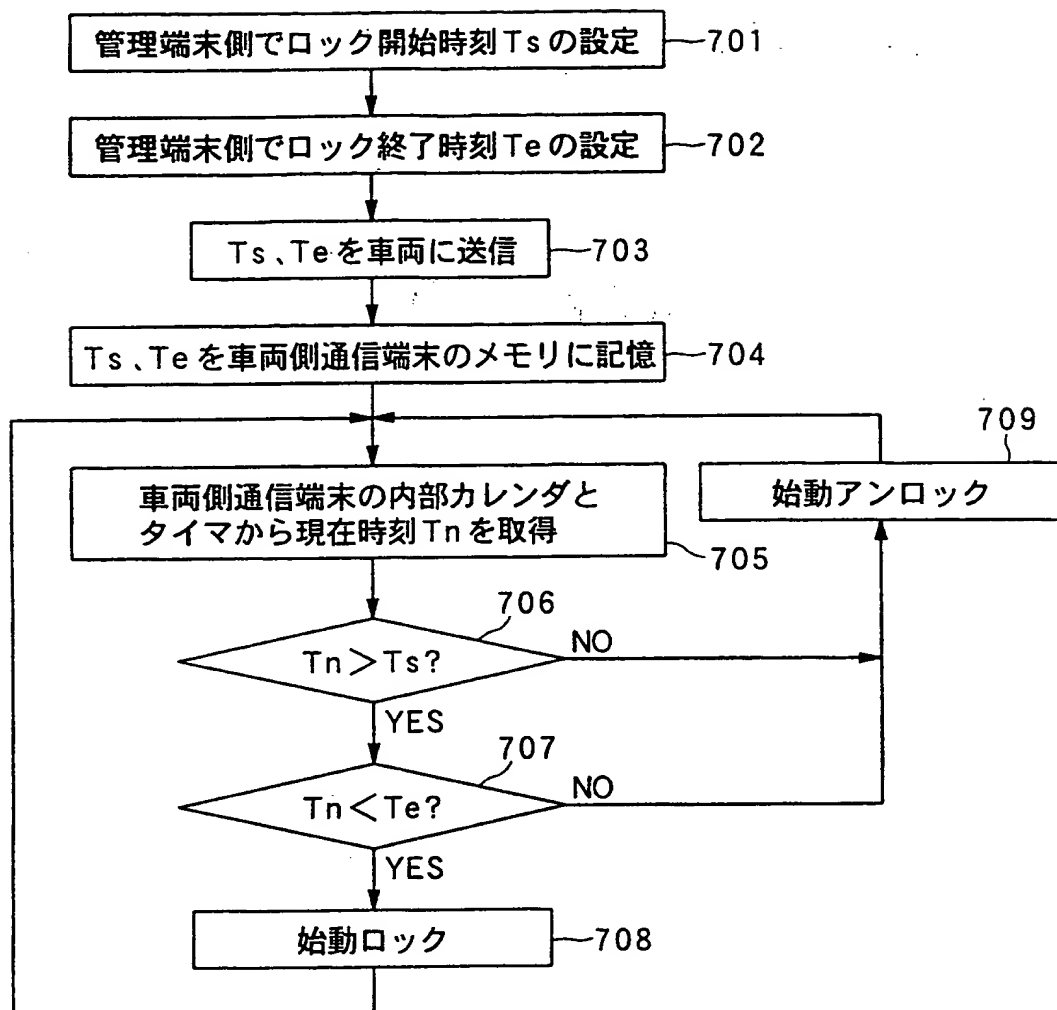 管理端末側でロック開始時刻Tsの設定
701
管理端末側でロック終了時刻Teの設定
702
Ts、Teを車両に送信
703
Ts、Teを車両側通信端末のメモリに記憶
704
709
始動アンロック
車両側通信端末の内部カレンダと
タイマから現在時刻Tnを取得
705
706
Tn＞Ts?
NO
YES
707
Tn＜Te?
NO
YES
始動ロック
708